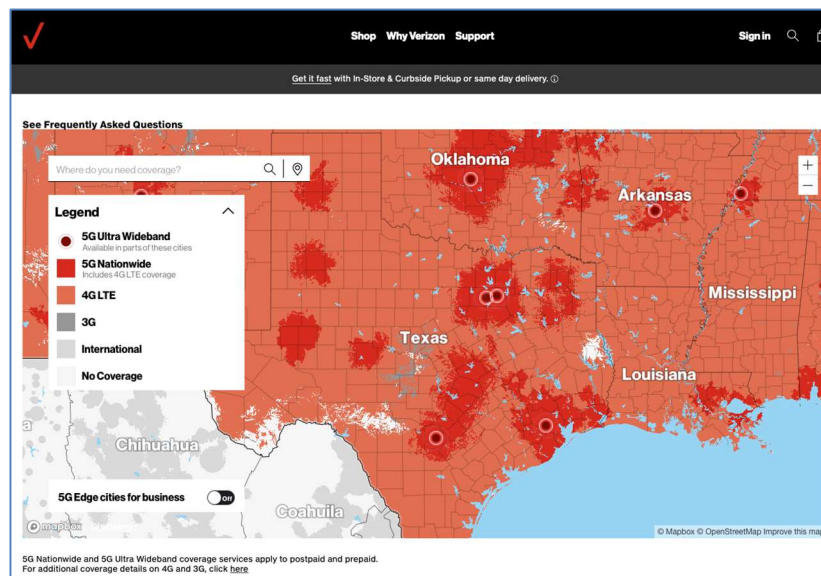 Shop Why Verizon Support Sign in
Get it fast with In-Store & Curbside Pickup or same day delivery. ⓘ
See Frequently Asked Questions
Where do you need coverage?
Legend
5G Ultra Wideband
Available in parts of these cities
5G Nationwide
Includes 4G LTE coverage
4G LTE
3G
International
No Coverage
Oklahoma
Arkansas
Mississippi
Texas
Louisiana
Chihuahua
Coahuila
5G Edge cities for business Off
mapbox
© Mapbox © OpenStreetMap Improve this map
5G Nationwide and 5G Ultra Wideband coverage services apply to postpaid and prepaid.
For additional coverage details on 4G and 3G, click here